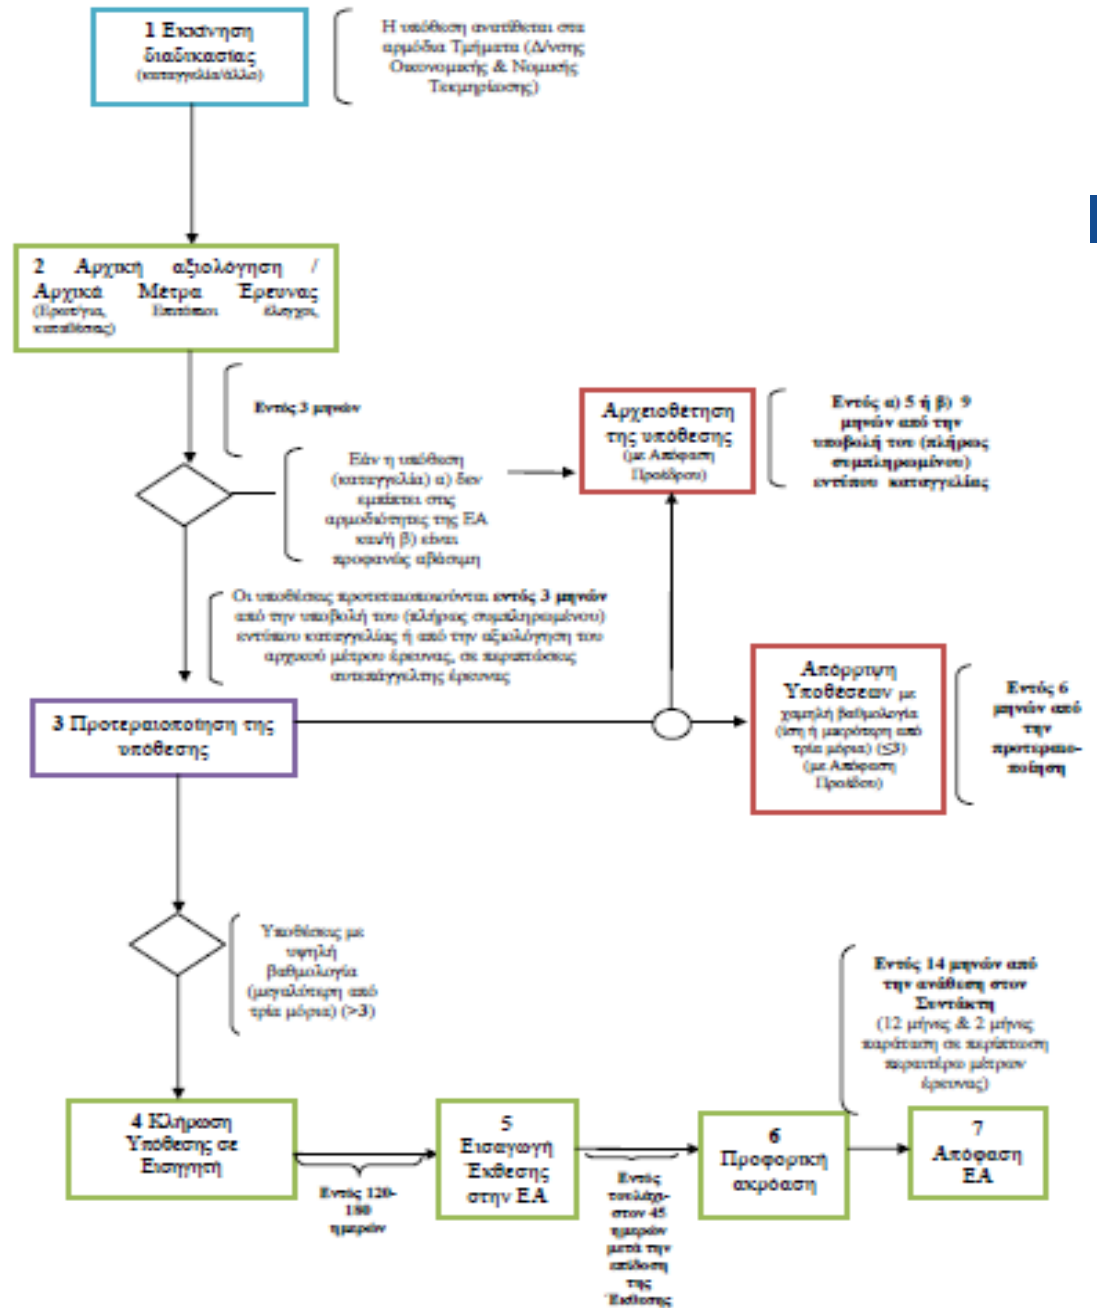 1 Εκκίνηση
διαδικασίας
(καταγγελία/άλλο)
Η υπόθεση ανατίθεται στα
αρμόδια Τμήματα (Δ/νσης
Οικονομικής & Νομικής
Τεκμηρίωσης)
2 Αρχική αξιολόγηση /
Αρχικά Μέτρα Έρευνας
(Ερωτ/για, Επιτόπιοι έλεγχοι,
καταθέσεις)
Εντός 3 μηνών
Εάν η υπόθεση
(καταγγελία) α) δεν
εμπίπτει στις
αρμοδιότητες της ΕΑ
και/ή β) είναι
προφανώς αβάσιμη
Αρχειοθέτηση
της υπόθεσης
(με Απόφαση
Προέδρου)
Εντός α) 5 ή β) 9
μηνών από την
υποβολή του (πλήρως
συμπληρωμένου)
εντύπου καταγγελίας
Οι υποθέσεις προτεραιοποιούνται εντός 3 μηνών
από την υποβολή του (πλήρως συμπληρωμένου)
εντύπου καταγγελίας ή από την αξιολόγηση του
αρχικού μέτρου έρευνας, σε περιπτώσεις
αυτεπάγγελτης έρευνας
3 Προτεραιοποίηση της
υπόθεσης
Απόρριψη
Υποθέσεων με
χαμηλή βαθμολογία
(ίση ή μικρότερη από
τρία μόρια) (≤3)
(με Απόφαση
Προέδρου)
Εντός 6
μηνών από
την
προτεραιο-
ποίηση
Υποθέσεις με
υψηλή
βαθμολογία
(μεγαλύτερη από
τρία μόρια) (>3)
Εντός 14 μηνών από
την ανάθεση στον
Συντάκτη
(12 μήνες & 2 μήνες
παράταση σε περίπτωση
περαιτέρω μέτρων
έρευνας)
4 Κλήρωση
Υπόθεσης σε
Εισηγητή
Εντός 120-
180
ημερών
5
Εισαγωγή
Έκθεσης
στην ΕΑ
Εντός
τουλάχι-
στον 45
ημερών
μετά την
επίδοση
της
Έκθεσης
6
Προφορική
ακρόαση
7
Απόφαση
ΕΑ